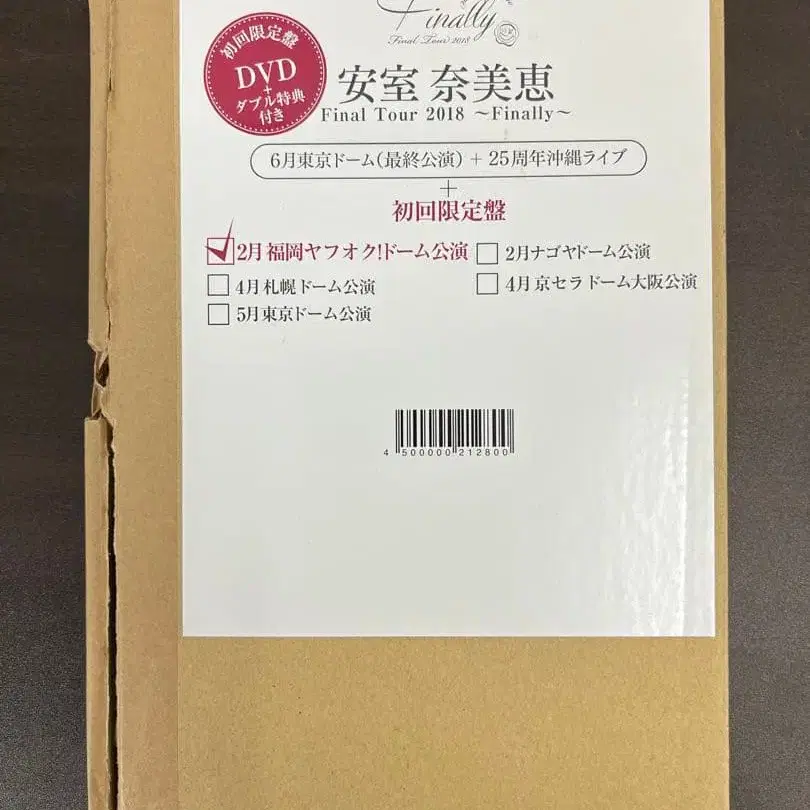 Finally
Final Tour 2018
初回限定盤
DVD
+
ダブル特典
付き
安室 奈美恵
Final Tour 2018 ～Finally～
6月東京ドーム(最終公演) + 25周年沖縄ライブ
+
初回限定盤
2月福岡ヤフオク!ドーム公演 2月ナゴヤドーム公演
4月札幌ドーム公演 4月京セラドーム大阪公演
5月東京ドーム公演
4 500000 212800